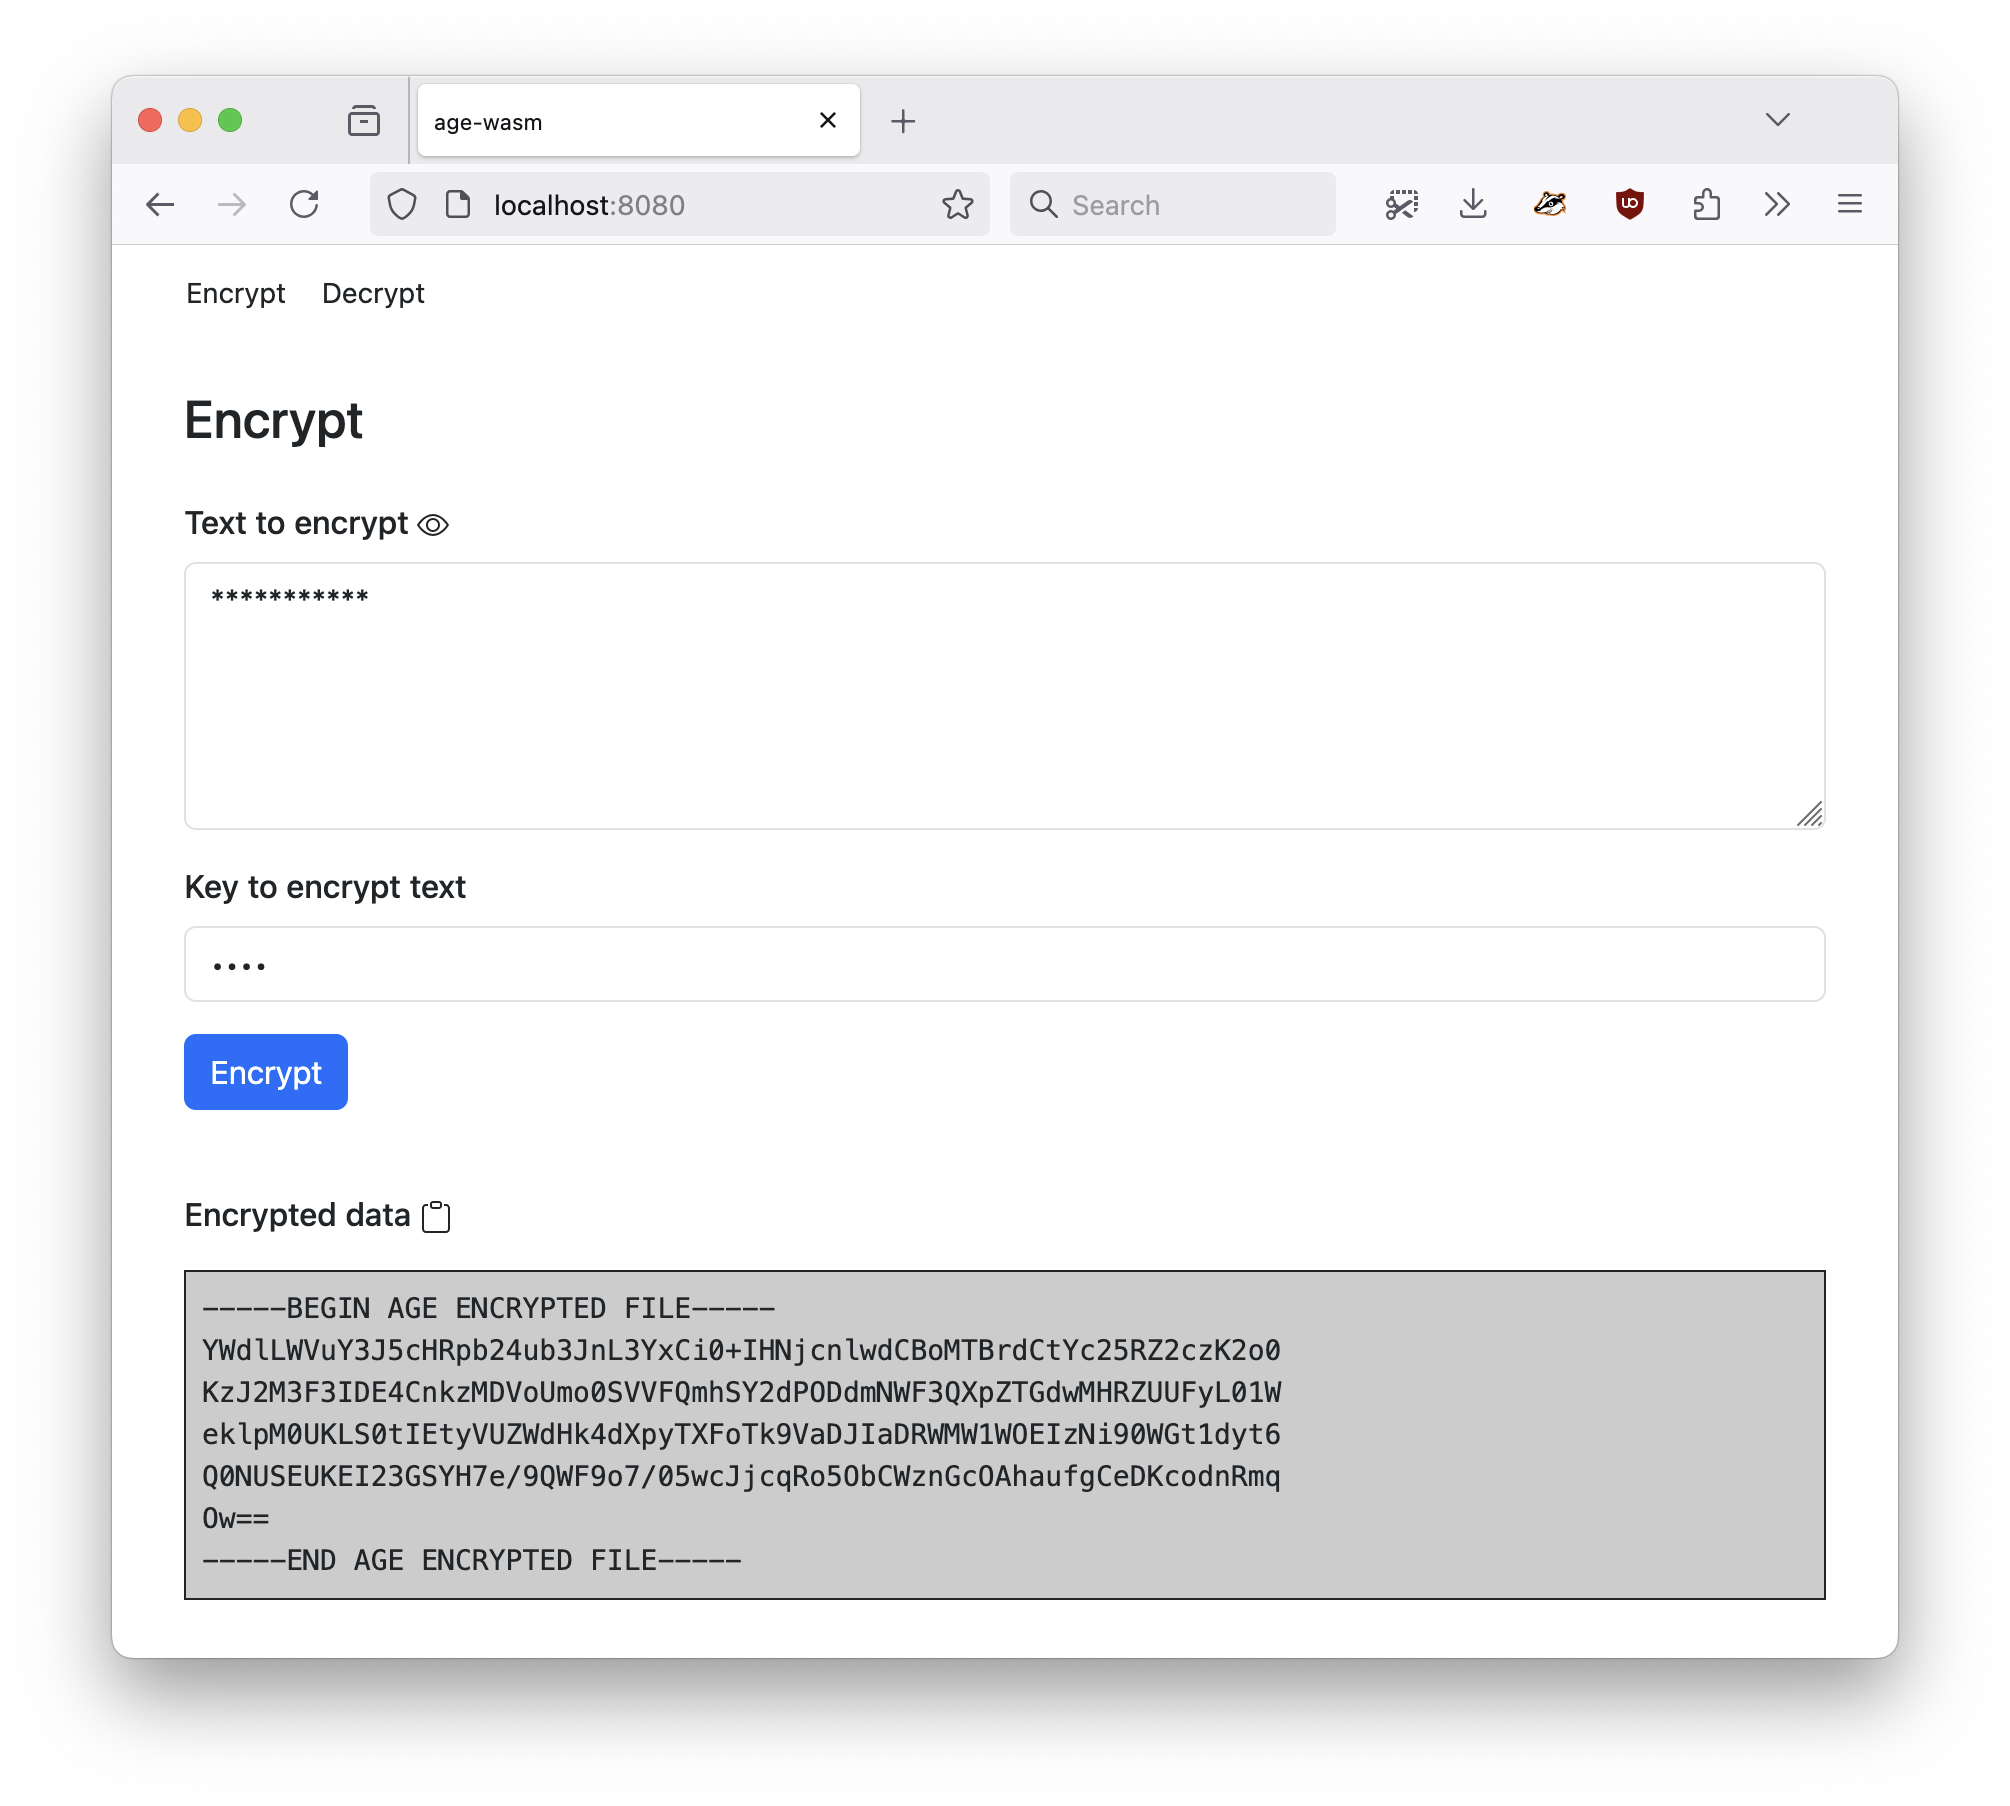 age-wasm
localhost:8080
Search
Encrypt Decrypt
Encrypt
Text to encrypt
***********
Key to encrypt text
••••
Encrypt
Encrypted data
-----BEGIN AGE ENCRYPTED FILE-----
YWdlLWVuY3J5cHRpb24ub3JnL3YxCi0+IHNjcnlwdCBoMTBrdCtYc25RZ2czK2o0
KzJ2M3F3IDE4CnkzMDVoUmo0SVVFQmhSY2dPODdmNWF3QXpZTGdwMHRZUUFyL01W
eklpM0UKLS0tIEtyVUZWdHk4dXpyTXFoTk9VaDJIaDRWMW1WOEIzNi90WGt1dyt6
Q0NUSEUKEI23GSYH7e/9QWF9o7/05wcJjcqRo5ObCWznGcOAhaufgCeDKcodnRmq
Ow==
-----END AGE ENCRYPTED FILE-----